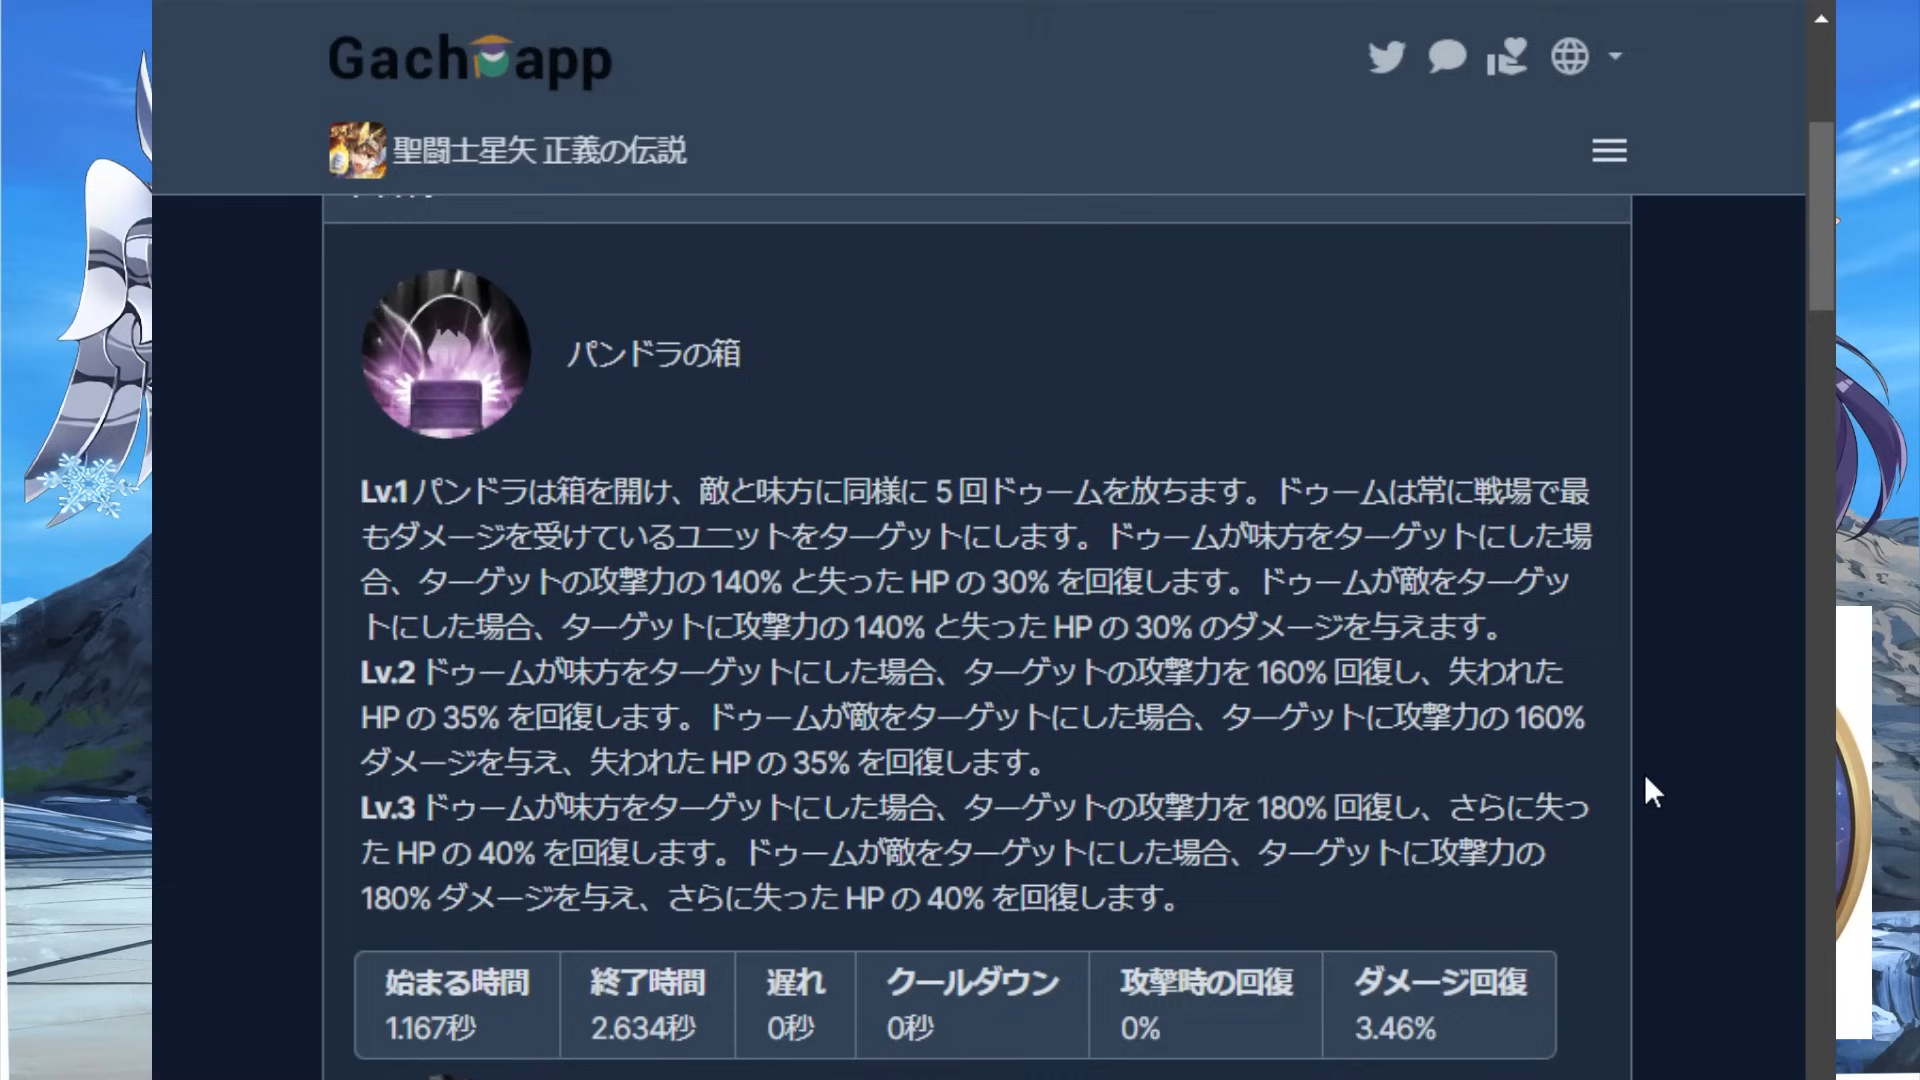 Gachapp
聖闘士星矢 正義の伝説
パンドラの箱
Lv.1 パンドラは箱を開け、敵と味方に同様に 5 回ドゥームを放ちます。ドゥームは常に戦場で最
もダメージを受けているユニットをターゲットにします。ドゥームが味方をターゲットにした場
合、ターゲットの攻撃力の 140% と失った HP の 30% を回復します。ドゥームが敵をターゲッ
トにした場合、ターゲットに攻撃力の 140% と失った HP の 30% のダメージを与えます。
Lv.2 ドゥームが味方をターゲットにした場合、ターゲットの攻撃力を 160% 回復し、失われた
HP の 35% を回復します。ドゥームが敵をターゲットにした場合、ターゲットに攻撃力の 160%
ダメージを与え、失われた HP の 35% を回復します。
Lv.3 ドゥームが味方をターゲットにした場合、ターゲットの攻撃力を 180% 回復し、さらに失っ
た HP の 40% を回復します。ドゥームが敵をターゲットにした場合、ターゲットに攻撃力の
180% ダメージを与え、さらに失った HP の 40% を回復します。
始まる時間 終了時間 遅れ クールダウン 攻撃時の回復 ダメージ回復
1.167秒 2.634秒 0秒 0秒 0% 3.46%